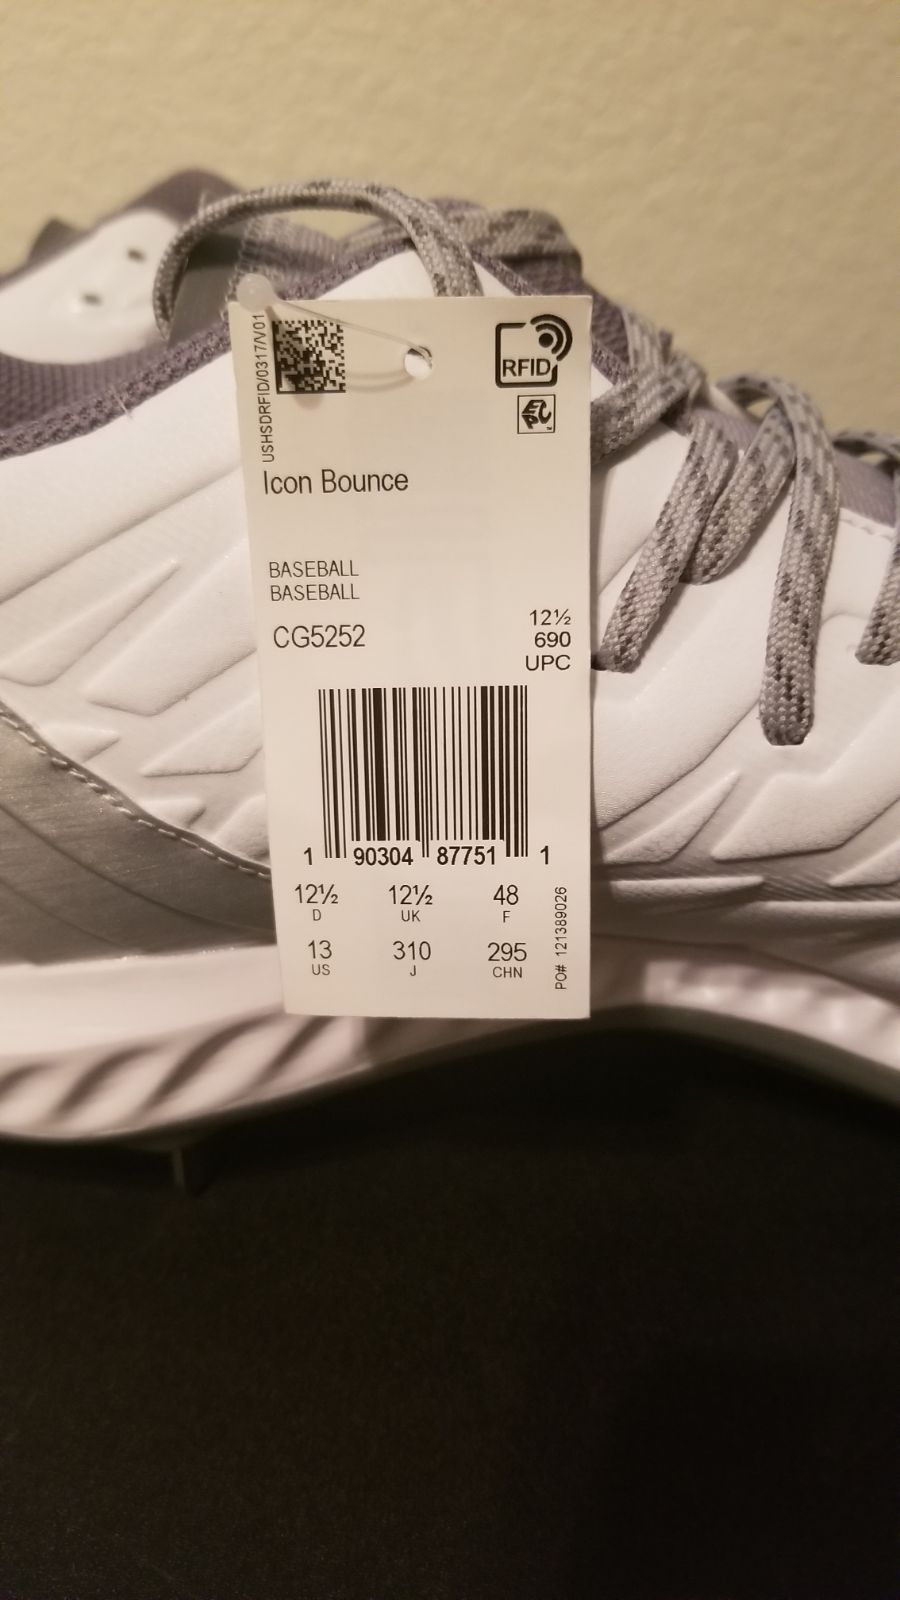 USHSDRFID/0317/V01
RFID
EPC
Icon Bounce
BASEBALL
BASEBALL
CG5252
12½
690
UPC
1 90304 87751 1
12½ 12½ 48
D UK F
13 310 295
US J CHN
PO# 121389026